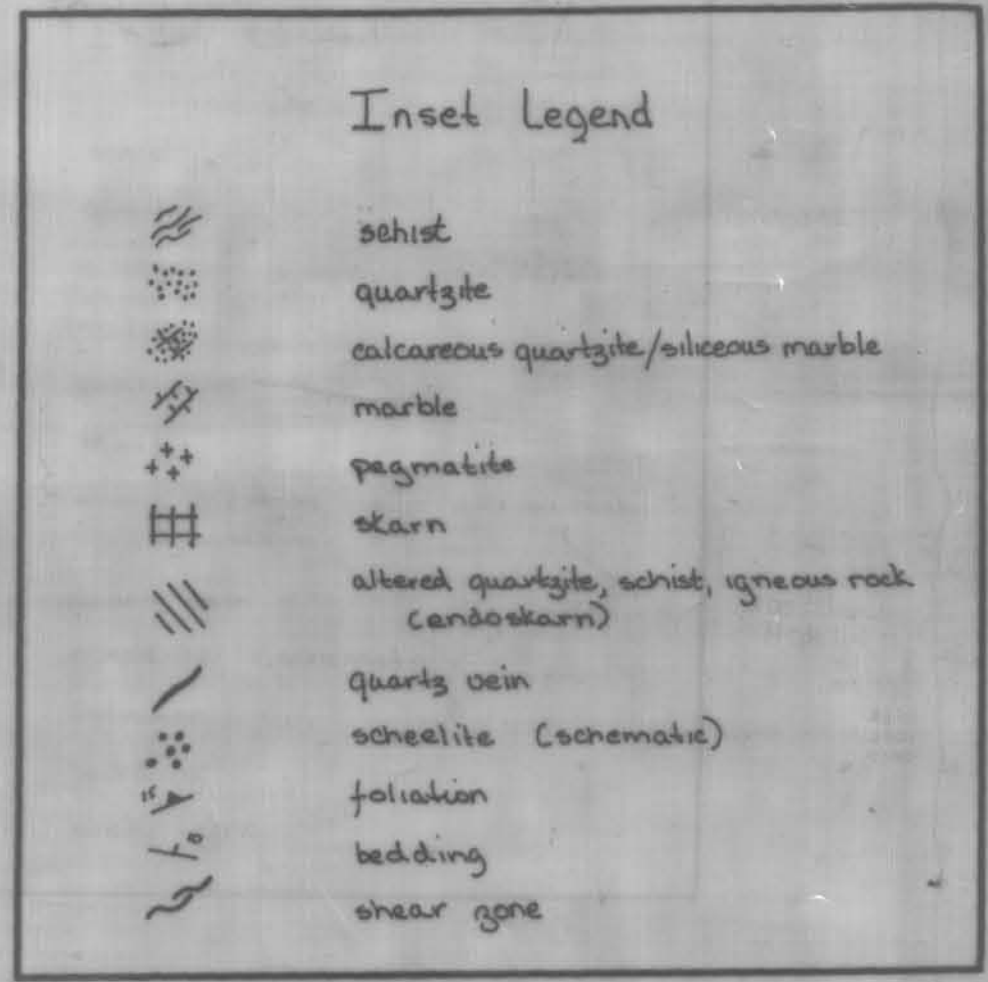 Inset Legend
schist
quartzite
calcareous quartzite/siliceous marble
marble
pegmatite
skarn
altered quartzite, schist, igneous rock
(endoskarn)
quartz vein
scheelite (schematic)
15 foliation
bedding
shear zone